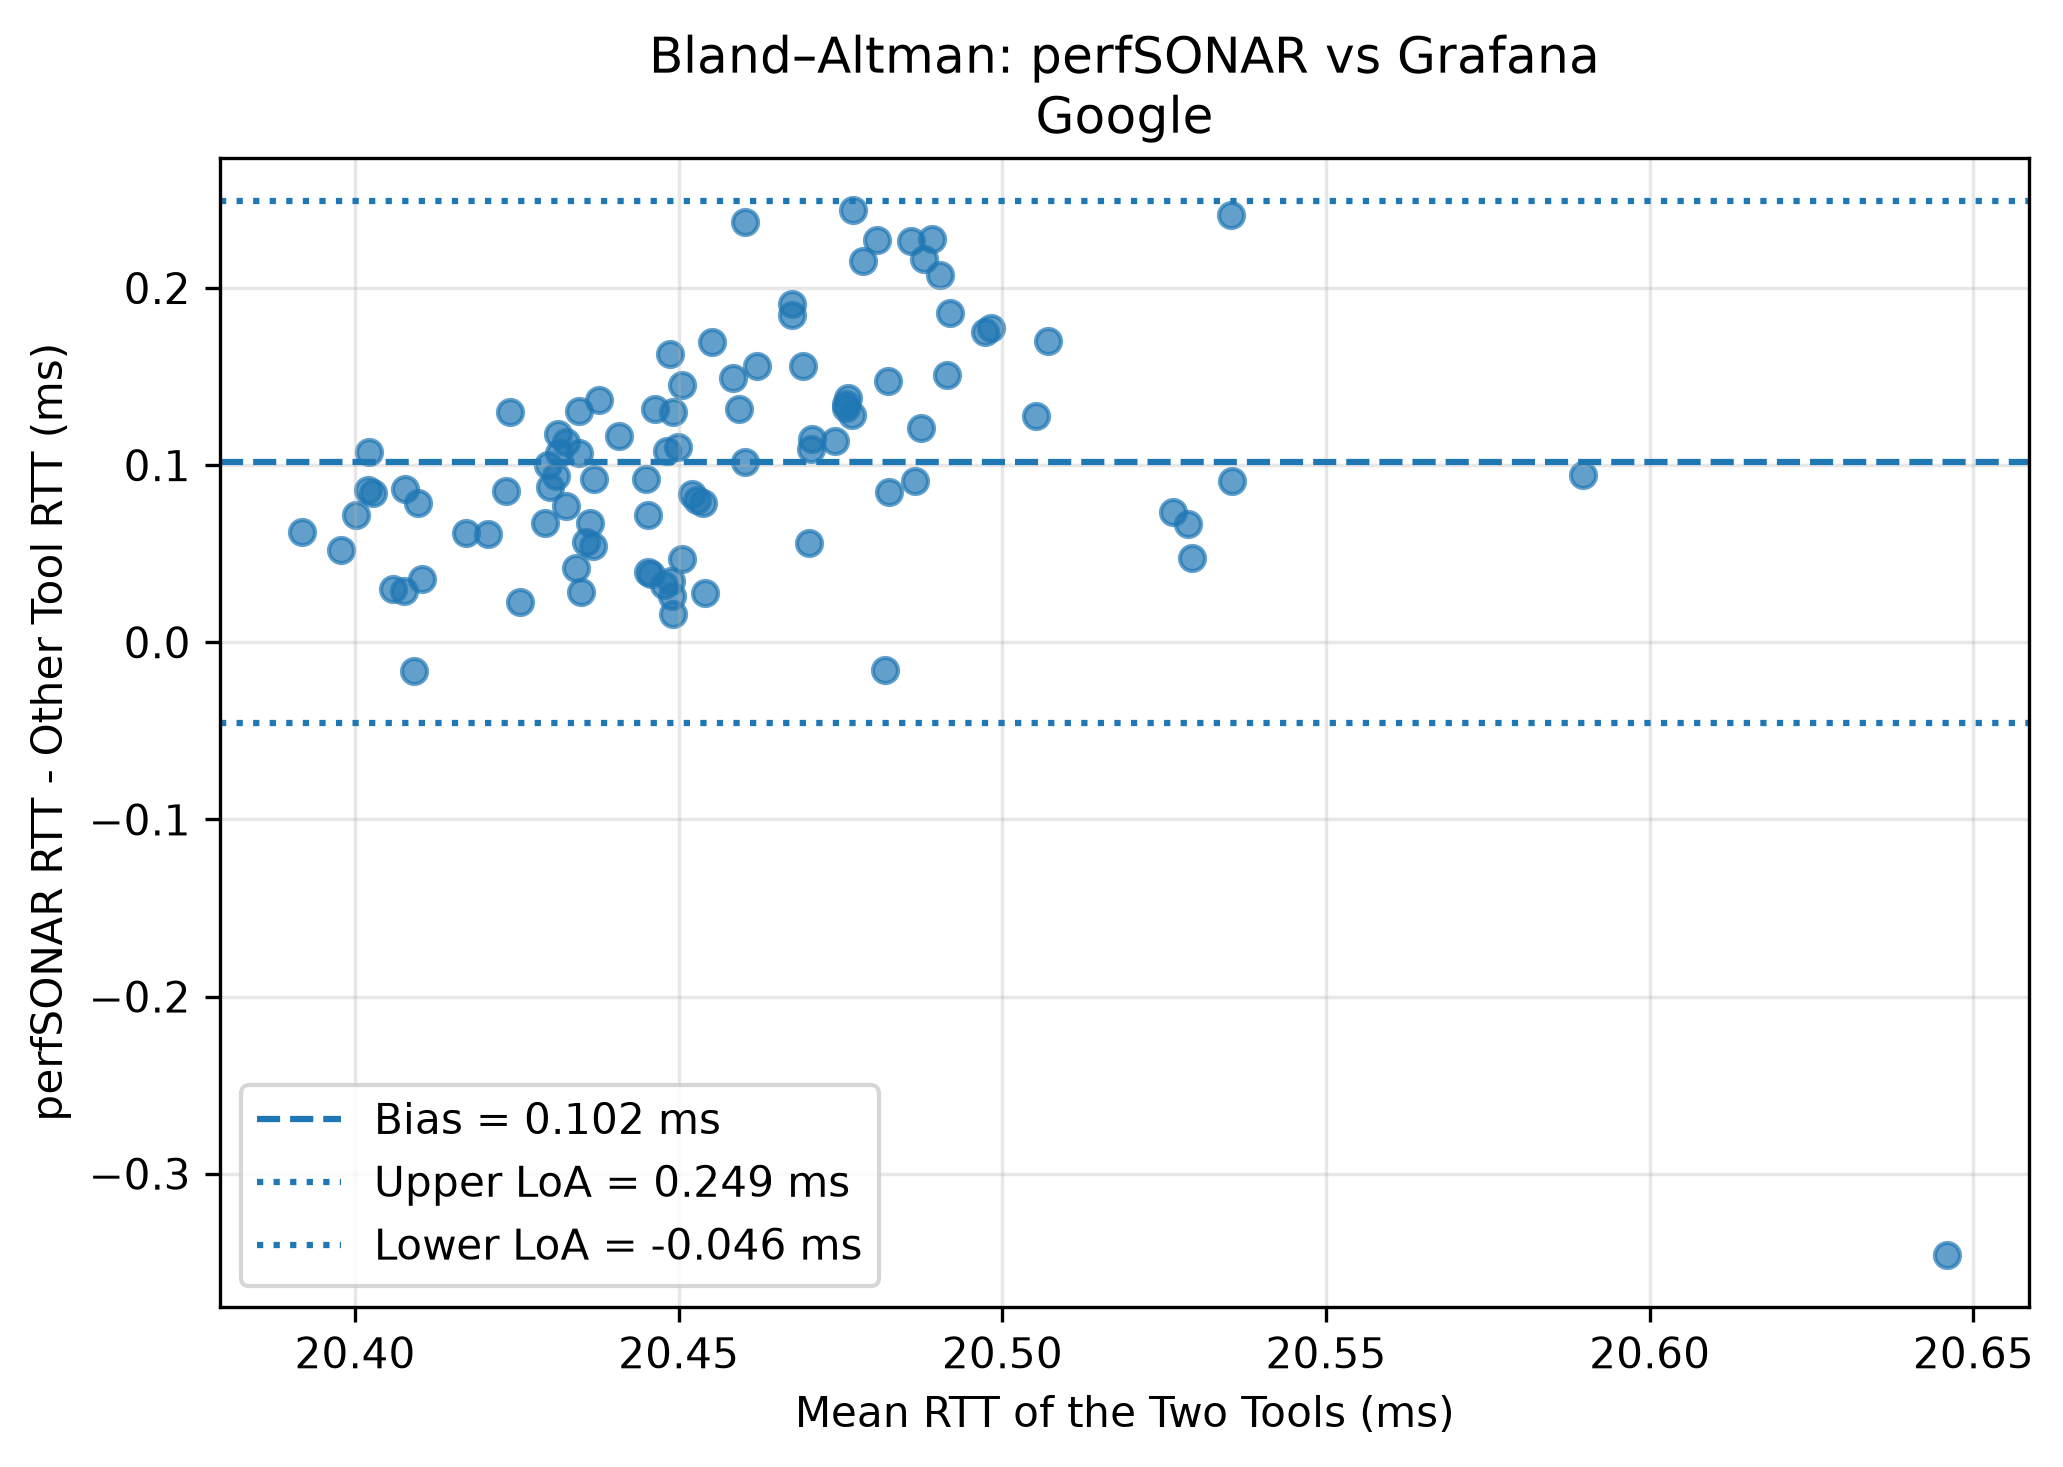 Bland–Altman: perfSONAR vs Grafana
Google
perfSONAR RTT - Other Tool RTT (ms)
0.2
0.1
0.0
−0.1
−0.2
−0.3
Bias = 0.102 ms
Upper LoA = 0.249 ms
Lower LoA = -0.046 ms
20.40 20.45 20.50 20.55 20.60 20.65
Mean RTT of the Two Tools (ms)